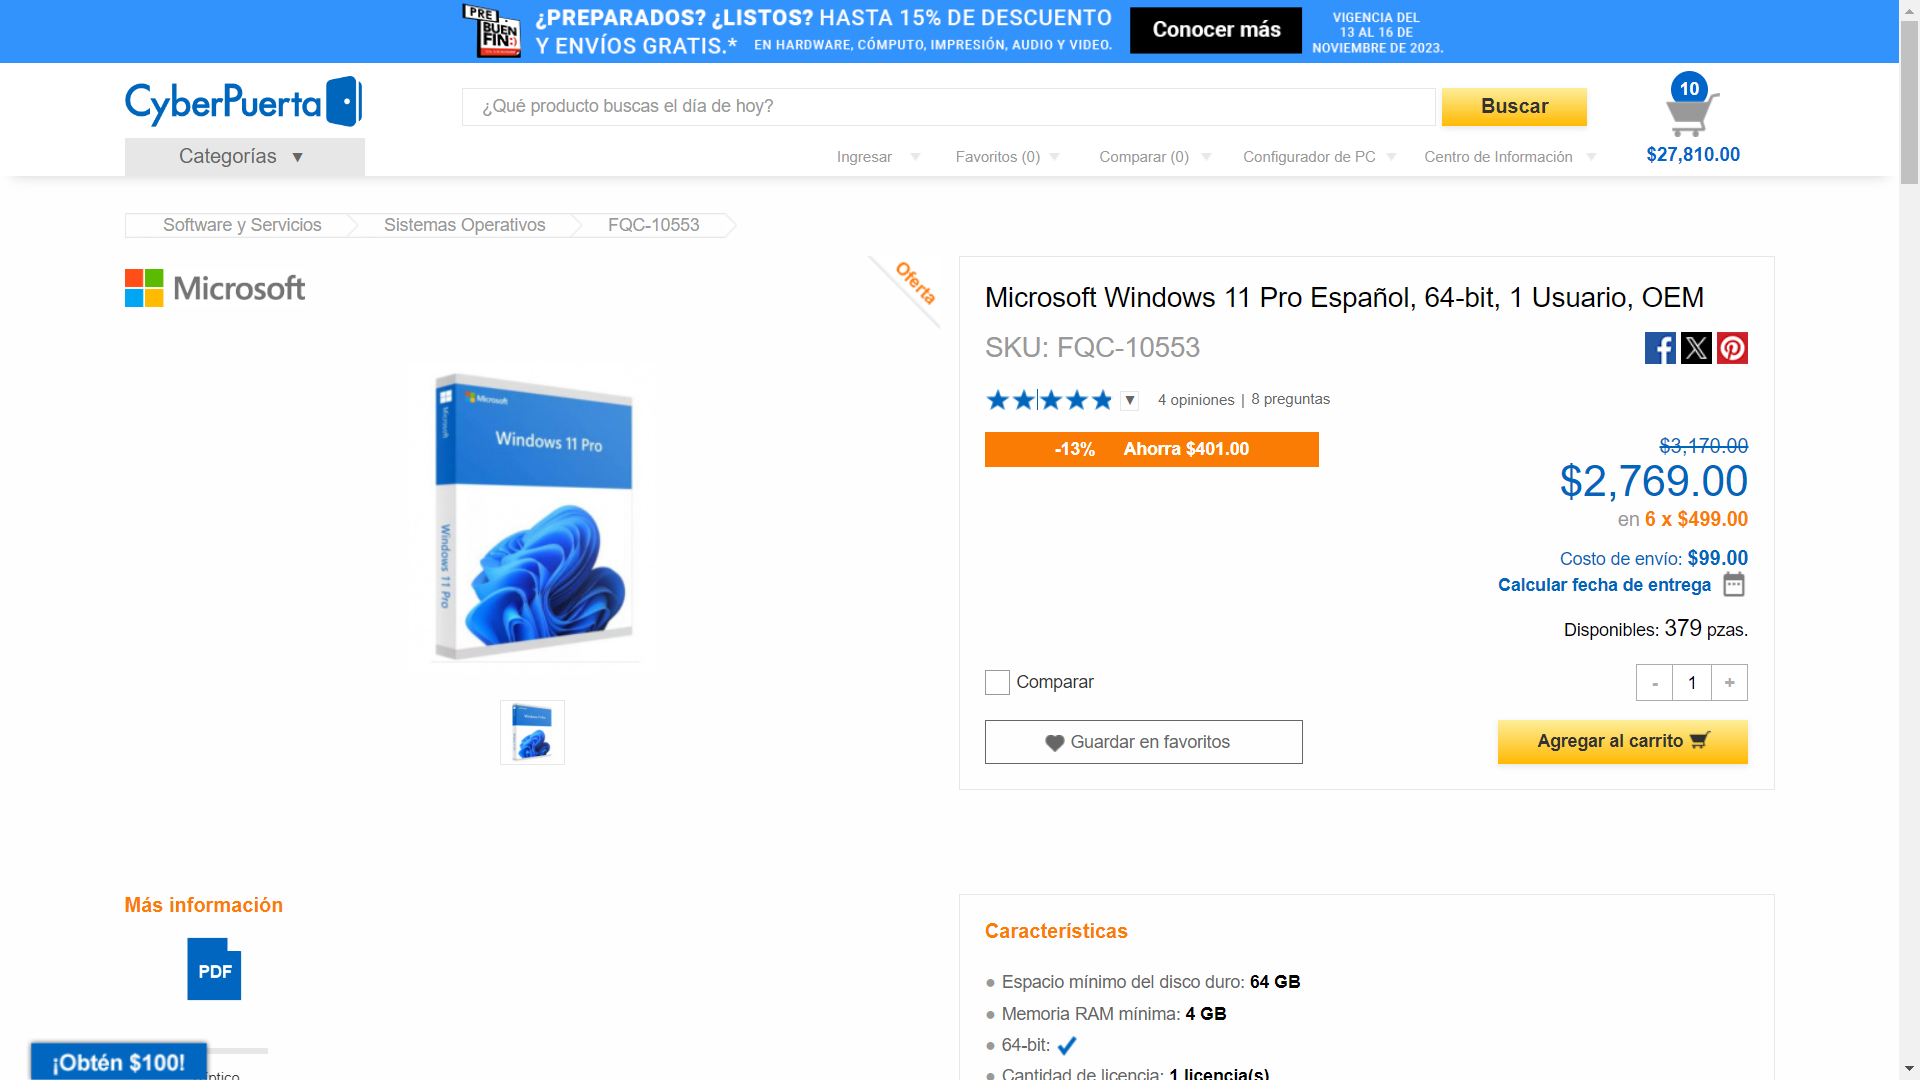 PRE
BUEN
FIN:)
¿PREPARADOS? ¿LISTOS? HASTA 15% DE DESCUENTO
Y ENVÍOS GRATIS.* EN HARDWARE, CÓMPUTO, IMPRESIÓN, AUDIO Y VIDEO.
Conocer más
VIGENCIA DEL
13 AL 16 DE
NOVIEMBRE DE 2023.
CyberPuerta
¿Qué producto buscas el día de hoy?
Buscar
10
$27,810.00
Categorías ▼
Ingresar
Favoritos (0)
Comparar (0)
Configurador de PC
Centro de Información
Software y Servicios
Sistemas Operativos
FQC-10553
Microsoft
Oferta
Microsoft
Windows 11 Pro
Microsoft
Windows 11 Pro
Microsoft Windows 11 Pro Español, 64-bit, 1 Usuario, OEM
SKU: FQC-10553
4 opiniones | 8 preguntas
-13% Ahorra $401.00
$3,170.00
$2,769.00
en 6 x $499.00
Costo de envío: $99.00
Calcular fecha de entrega
Disponibles: 379 pzas.
Comparar
- 1 +
Guardar en favoritos
Agregar al carrito
Más información
PDF
¡Obtén $100!
Características
• Espacio mínimo del disco duro: 64 GB
• Memoria RAM mínima: 4 GB
• 64-bit: ✓
• Cantidad de licencia: 1 licencia(s)